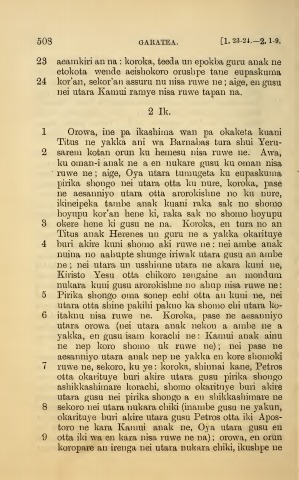 508 GARATEA. [1. 23-24.—2. 1-9.
23 aeamkiri an na: koroka, teeda un epokba guru anak ne
etokota wende aeishokoro orushpe tane eupaskuma
24 kor'an, sekor'an assuru nu nisa ruwe ne; aige, en gusu
nei utara Kamui ramye nisa ruwe tapan na.
2 Ik.
1 Orowa, ine pa ikashima wan pa okaketa kuani
Titus ne yakka ani wa Barnabas tura shui Yeru-
2 sarem kotan orun ku hemesu nisa ruwe ne. Awa,
ku oman-i anak ne a en nukare gusu ku oman nisa
ruwe ne; aige, Oya utara tumugeta ku eupaskuma
pirika shongo nei utara otta ku nure, koroka, pase
ne aesanniyo utara otta arorokishne no ku nure,
ikineipeka tambe anak kuani raka sak no shomo
hoyupu kor'an hene ki, raka sak no shomo hoyupu
3 okere hene ki gusu ne na. Koroka, en tura no an
Titus anak Herenes un guru ne a yakka okarituye
4 buri akire kuni shomo aki ruwe ne: nei ambe anak
nuina no aahupte shunge iriwak utara gusu an ambe
ne; nei utara un usshinne utara ne akara kuni ne,
Kiristo Yesu otta chikoro rengaine an monduu
nukara kuni gusu arorokishne no ahup nisa ruwe ne:
5 Pirika shongo oma sonep echi otta an kuni ne, nei
utara otta shine pakihi pakno ka shomo chi utara ko-
6 itaknu nisa ruwe ne. Koroka, pase ne aesanniyo
utara orowa (nei utara anak nekon a ambe ne a
yakka, en gusu isam korachi ne: Kamui anak ainu
ne nep koro shomo uk ruwe ne); nei pase ne
aesanniyo utara anak nep ne yakka en kore shomoki
7 ruwe ne, sekoro, ku ye: koroka, shinnai kane, Petros
otta okarituye buri akire utara gusu pirika shongo
ashikkashimare korachi, shomo okarituye buri akire
utara gusu nei pirika shongo a en shikkashimare ne
8 sekoro nei utara nukara chiki (inambe gusu ne yakun,
okarituye buri akire utara gusu Petros otta iki Apos-
toro ne kara Kamui anak ne, Oya utara gusu en
9 otta iki wa en kara nisa ruwe ne na); orowa, en orun
koropare an irenga nei utara nukara chiki, ikushpe ne